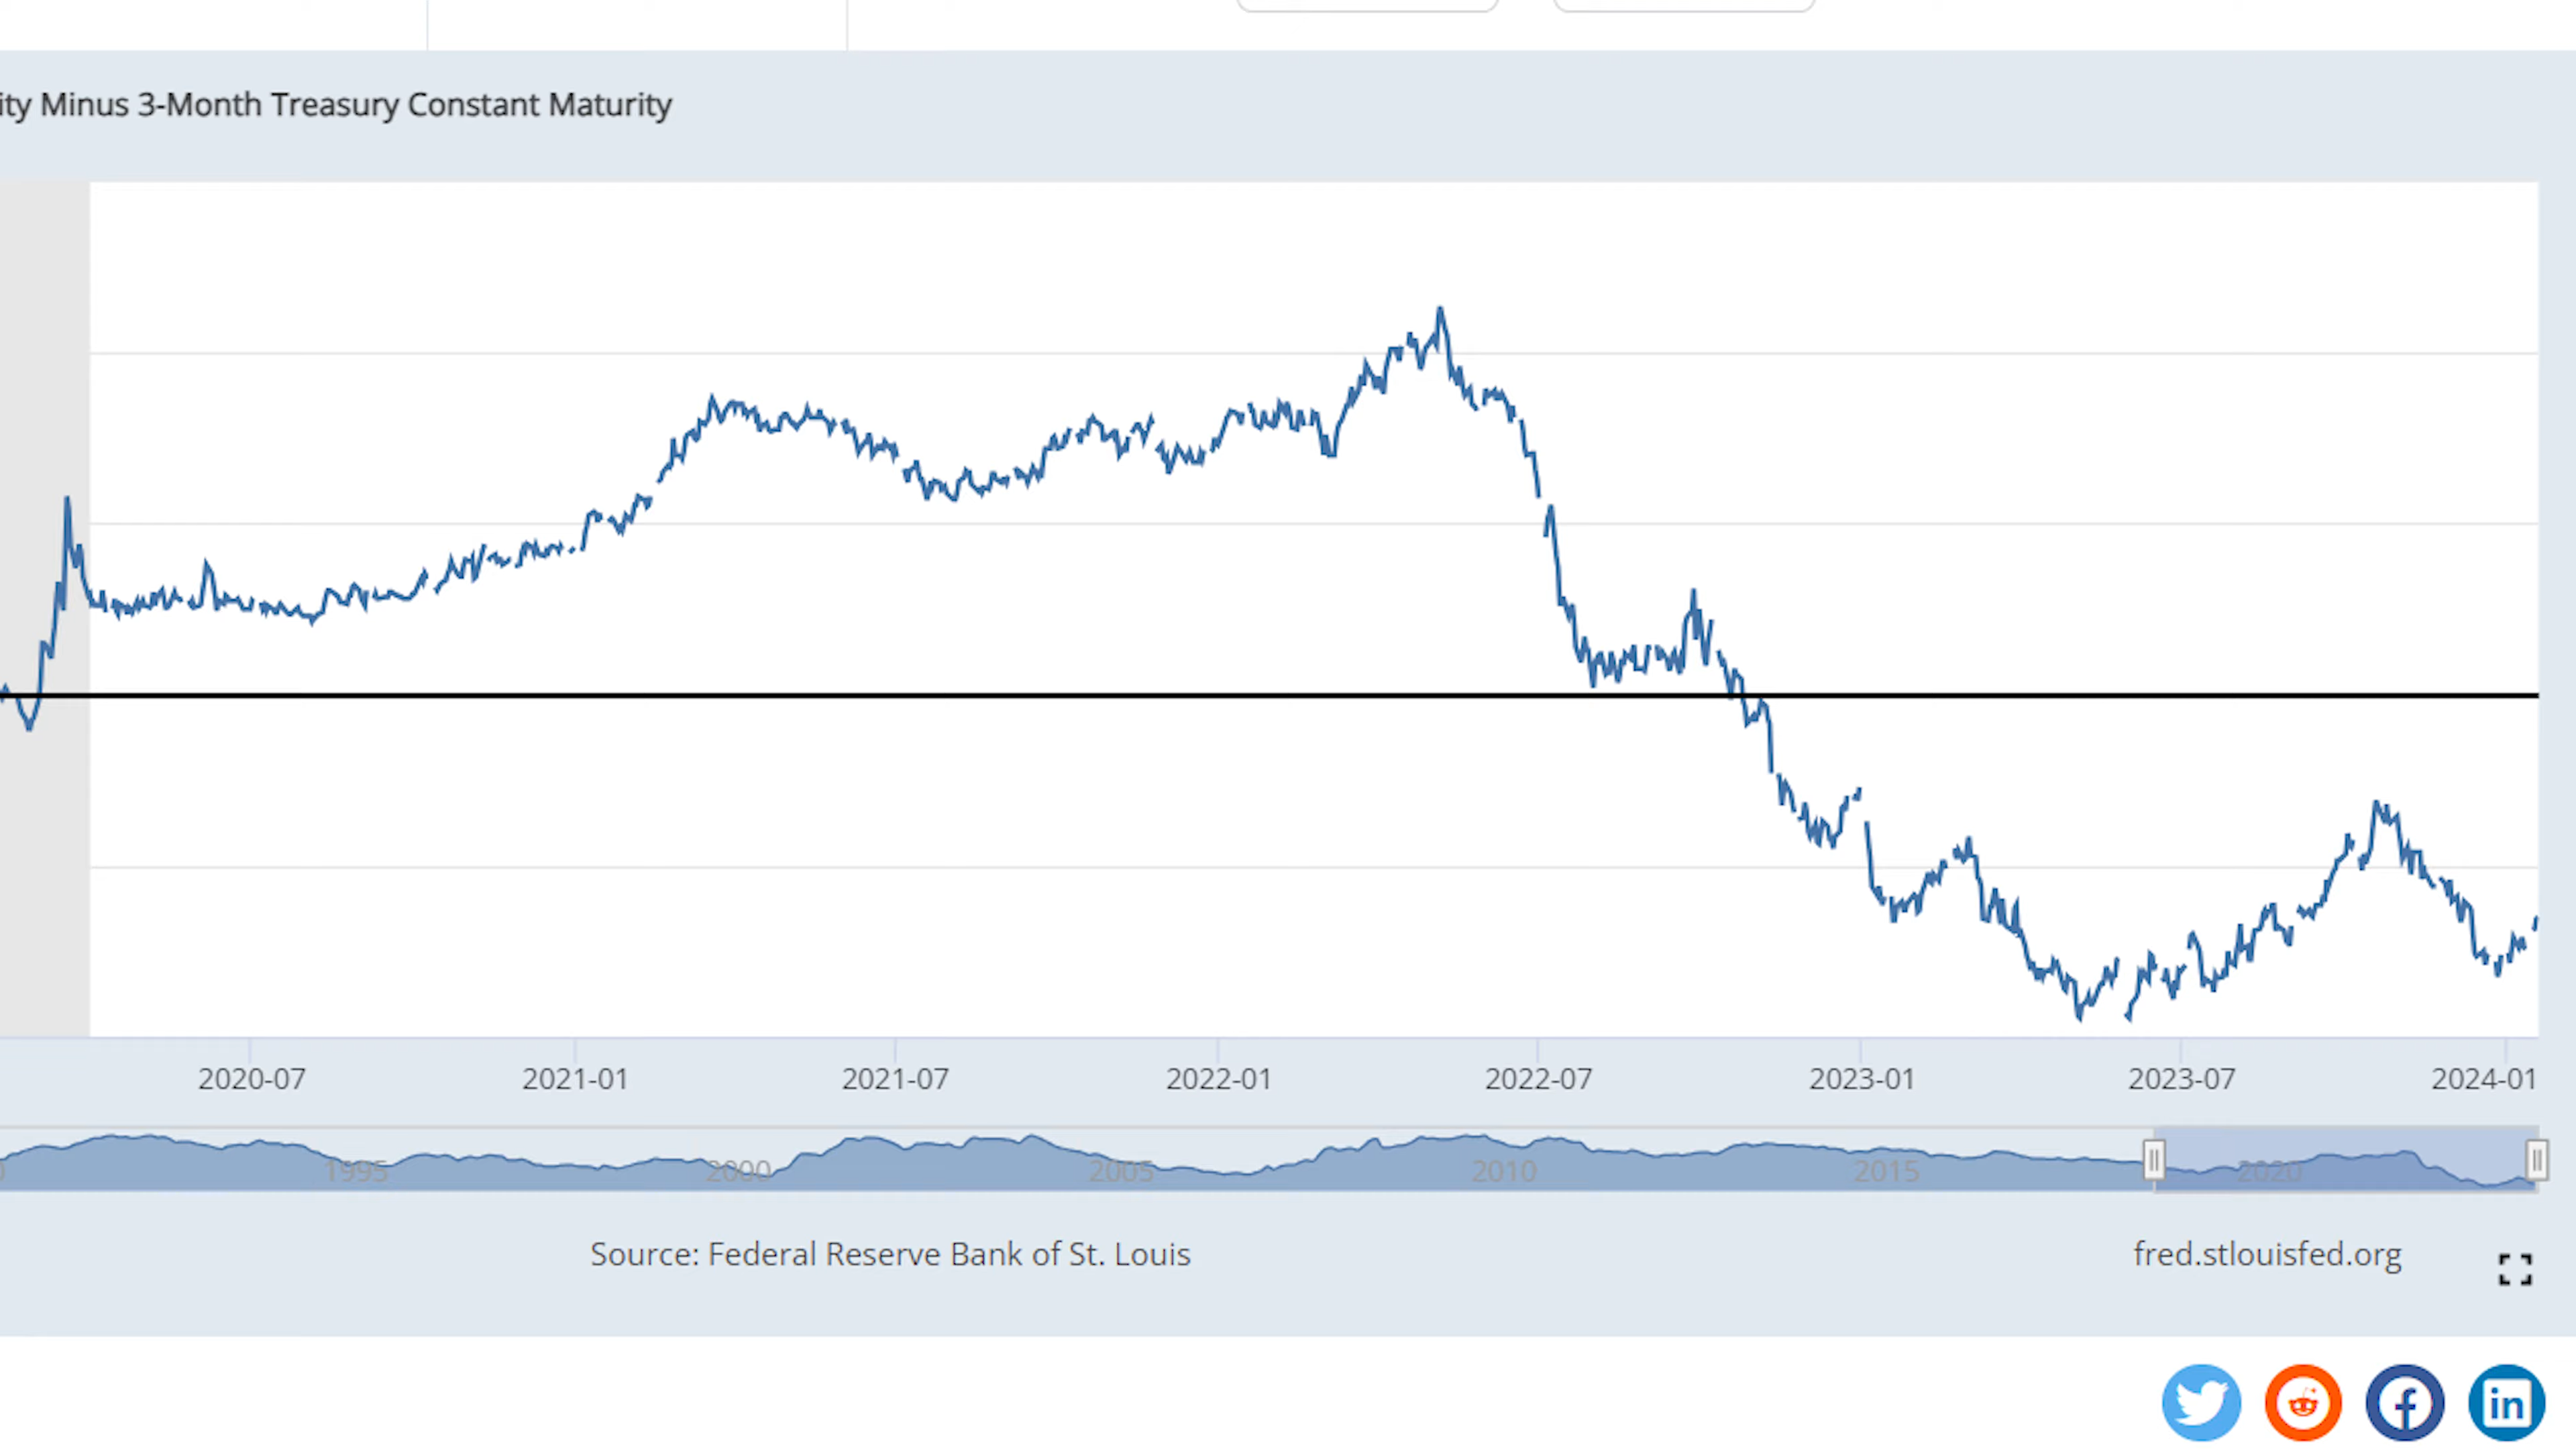 Minus 3-Month Treasury Constant Maturity
2020-07 2021-01 2021-07 2022-01 2022-07 2023-01 2023-07 2024-01
1995 2000 2005 2010 2015 2020
Source: Federal Reserve Bank of St. Louis fred.stlouisfed.org
in